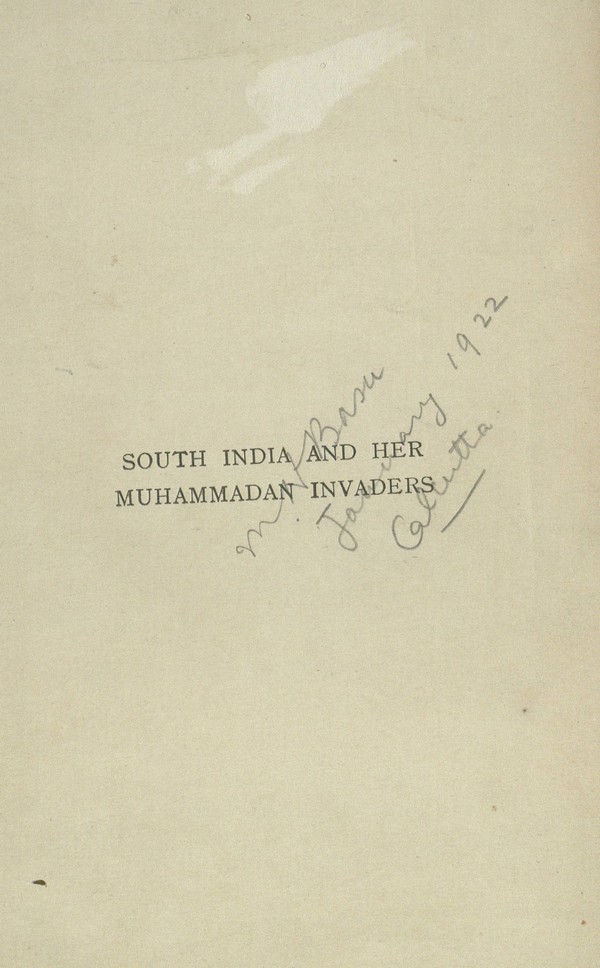 SOUTH INDIA AND HER
MUHAMMADAN INVADERS
M. N. Basu
January 1922
Calcutta